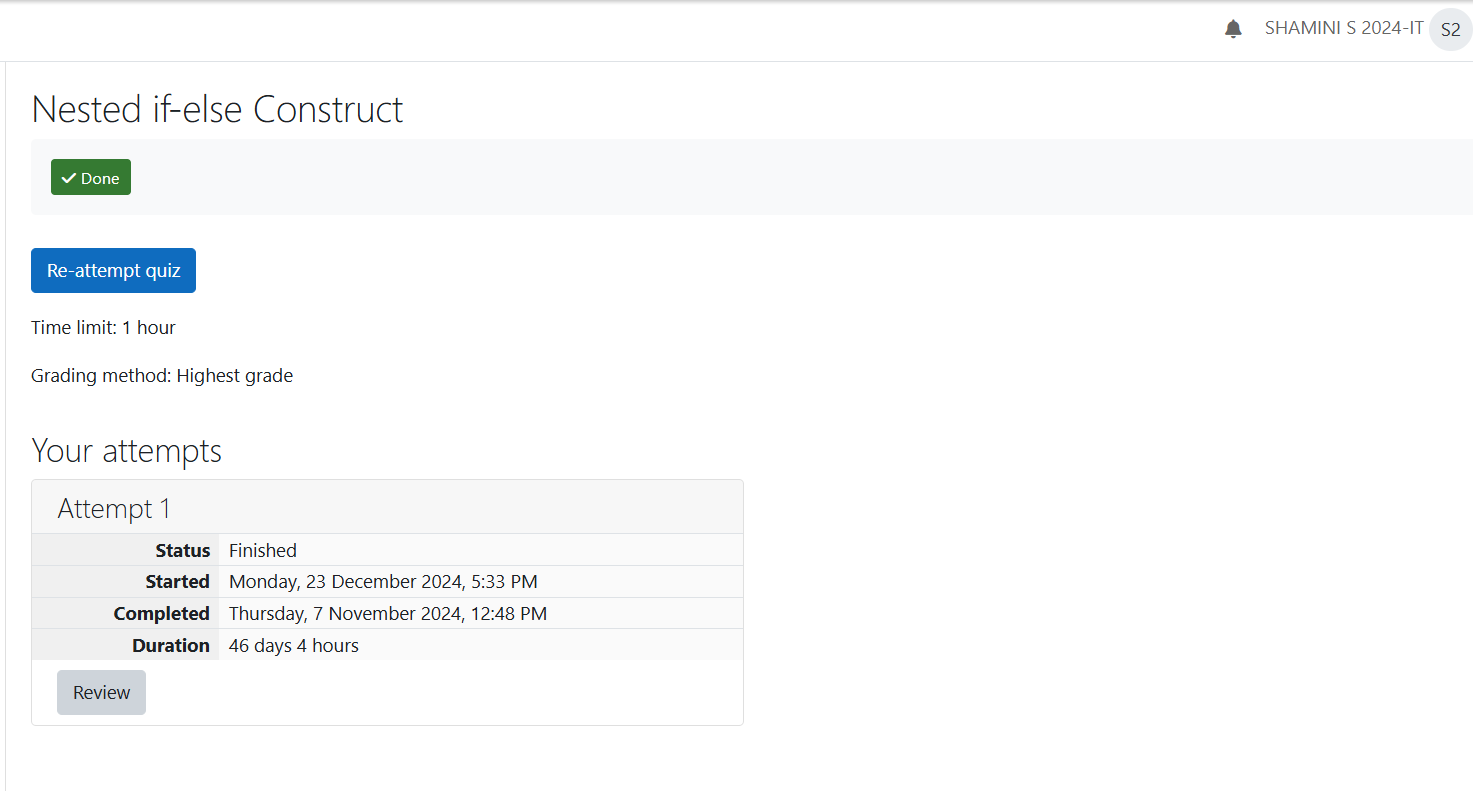 SHAMINI S 2024-IT S2
Nested if-else Construct
Done
Re-attempt quiz
Time limit: 1 hour
Grading method: Highest grade
Your attempts
Attempt 1
Status Finished
Started Monday, 23 December 2024, 5:33 PM
Completed Thursday, 7 November 2024, 12:48 PM
Duration 46 days 4 hours
Review